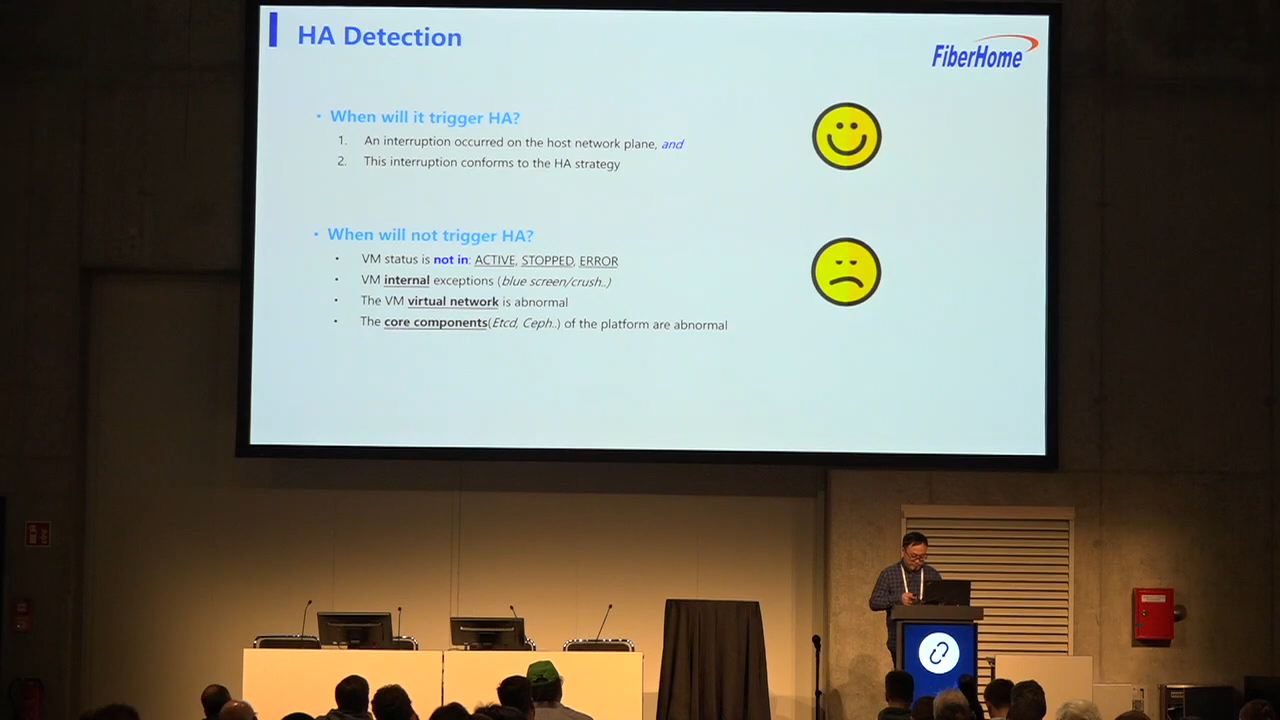 HA Detection
FiberHome
• When will it trigger HA?
1. An interruption occurred on the host network plane, and
2. This interruption conforms to the HA strategy
• When will not trigger HA?
• VM status is not in: ACTIVE, STOPPED, ERROR
• VM internal exceptions (blue screen/crush..)
• The VM virtual network is abnormal
• The core components(Etcd, Ceph..) of the platform are abnormal